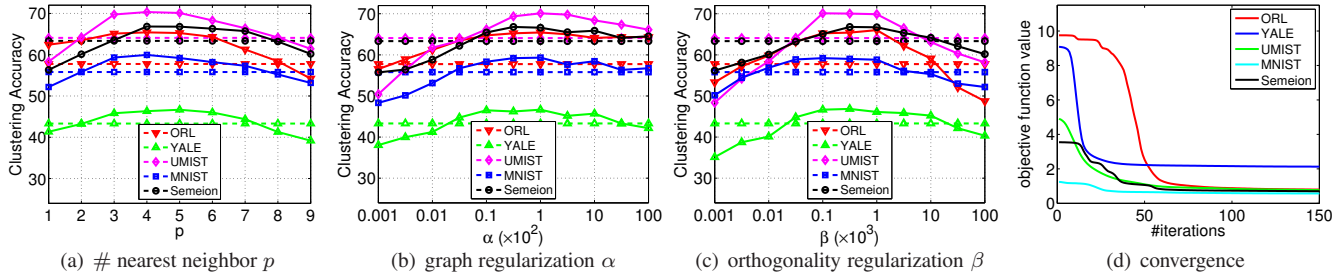 Clustering Accuracy
70
60
50
40
30
ORL
YALE
UMIST
MNIST
Semeion
1 2 3 4 5 6 7 8 9
p
(a) # nearest neighbor p
Clustering Accuracy
70
60
50
40
30
ORL
YALE
UMIST
MNIST
Semeion
0.001 0.01 0.1 1 10 100
α (×10²)
(b) graph regularization α
Clustering Accuracy
70
60
50
40
30
ORL
YALE
UMIST
MNIST
Semeion
0.001 0.01 0.1 1 10 100
β (×10³)
(c) orthogonality regularization β
objective function value
10
8
6
4
2
0
ORL
YALE
UMIST
MNIST
Semeion
0 50 100 150
#iterations
(d) convergence